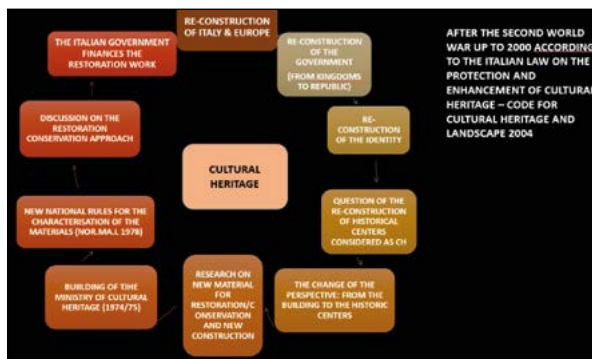 RE-CONSTRUCTION
OF ITALY & EUROPE
RE-CONSTRUCTION
OF THE
GOVERNMENT
(FROM KINGDOMS
TO REPUBLIC)
RE-
CONSTRUCTION
OF THE IDENTITY
QUESTION OF THE
RE-CONSTRUCTION
OF HISTORICAL
CENTERS
CONSIDERED AS CH
THE CHANGE OF THE
PERSPECTIVE: FROM THE
BUILDING TO THE HISTORIC
CENTERS
RESEARCH ON
NEW MATERIAL
FOR
RESTORATION/C
ONSERVATION
AND NEW
CONSTRUCTION
BUILDING OF THE
MINISTRY OF CULTURAL
HERITAGE (1974/75)
NEW NATIONAL RULES FOR THE
CHARACTERISATION OF THE
MATERIALS (NOR.MA.L 1978)
DISCUSSION ON THE
RESTORATION
CONSERVATION APPROACH
THE ITALIAN GOVERNMENT
FINANCES THE
RESTORATION WORK
CULTURAL
HERITAGE
AFTER THE SECOND WORLD
WAR UP TO 2000 ACCORDING
TO THE ITALIAN LAW ON THE
PROTECTION AND
ENHANCEMENT OF CULTURAL
HERITAGE – CODE FOR
CULTURAL HERITAGE AND
LANDSCAPE 2004